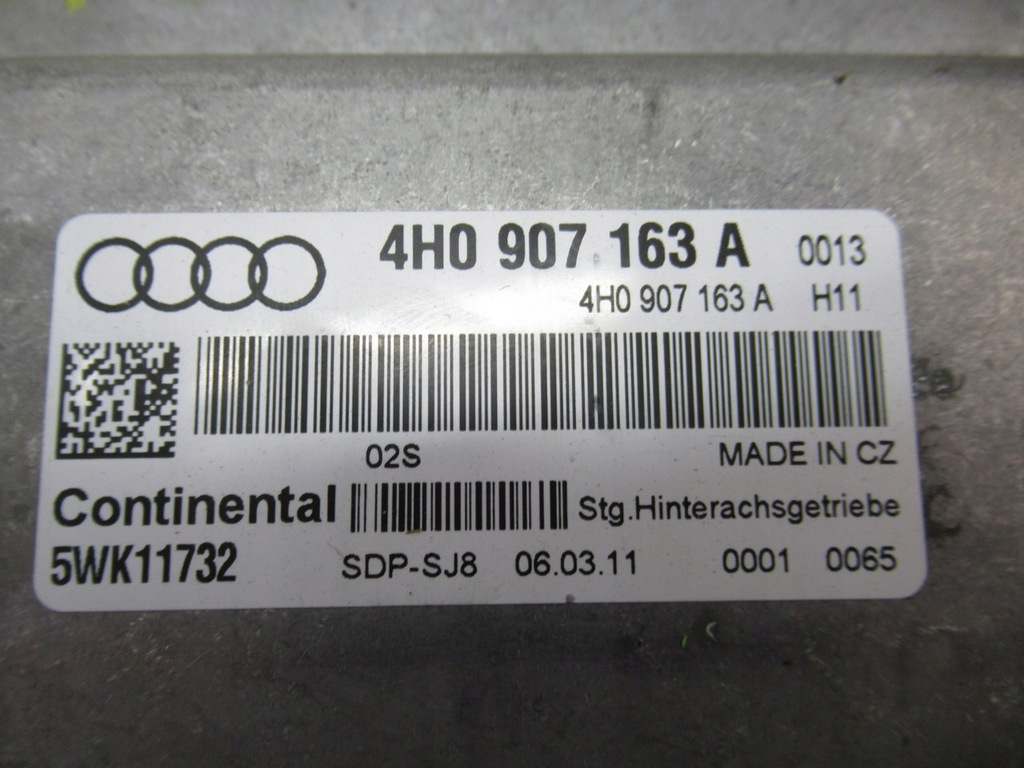 4H0 907 163 A 0013
4H0 907 163 A H11
02S MADE IN CZ
Continental Stg.Hinterachsgetriebe
5WK11732 SDP-SJ8 06.03.11 0001 0065